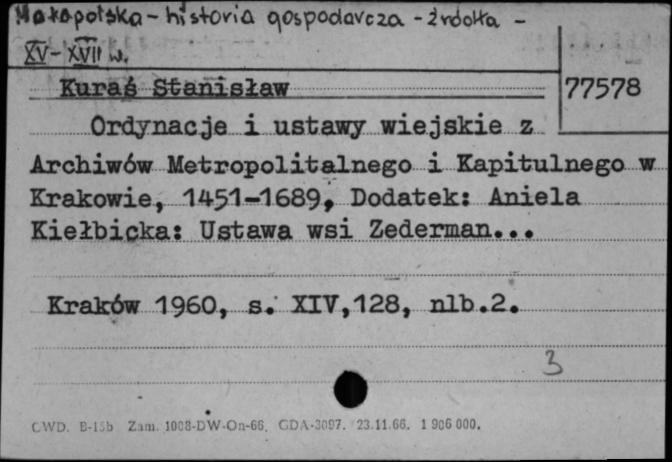 Małopolska - historia gospodarcza - źródła -
XV - XVII w.
Kuraś Stanisław
77578
Ordynacje i ustawy wiejskie z
Archiwów Metropolitalnego i Kapitulnego w
Krakowie, 1451-1689, Dodatek: Aniela
Kiełbicka: Ustawa wsi Zederman...
Kraków 1960, s. XIV,128, nlb.2.
3
CWD. B-15b Zam. 1008-DW-On-66. GDA-3097. 23.11.66. 1 906 000.